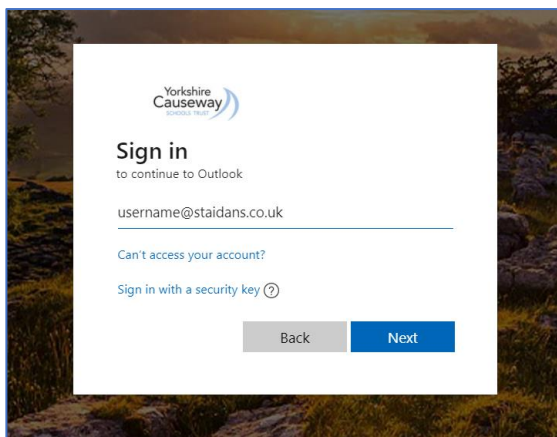 Yorkshire
Causeway
SCHOOLS TRUST
Sign in
to continue to Outlook
username@staidans.co.uk
Can't access your account?
Sign in with a security key ?
Back
Next